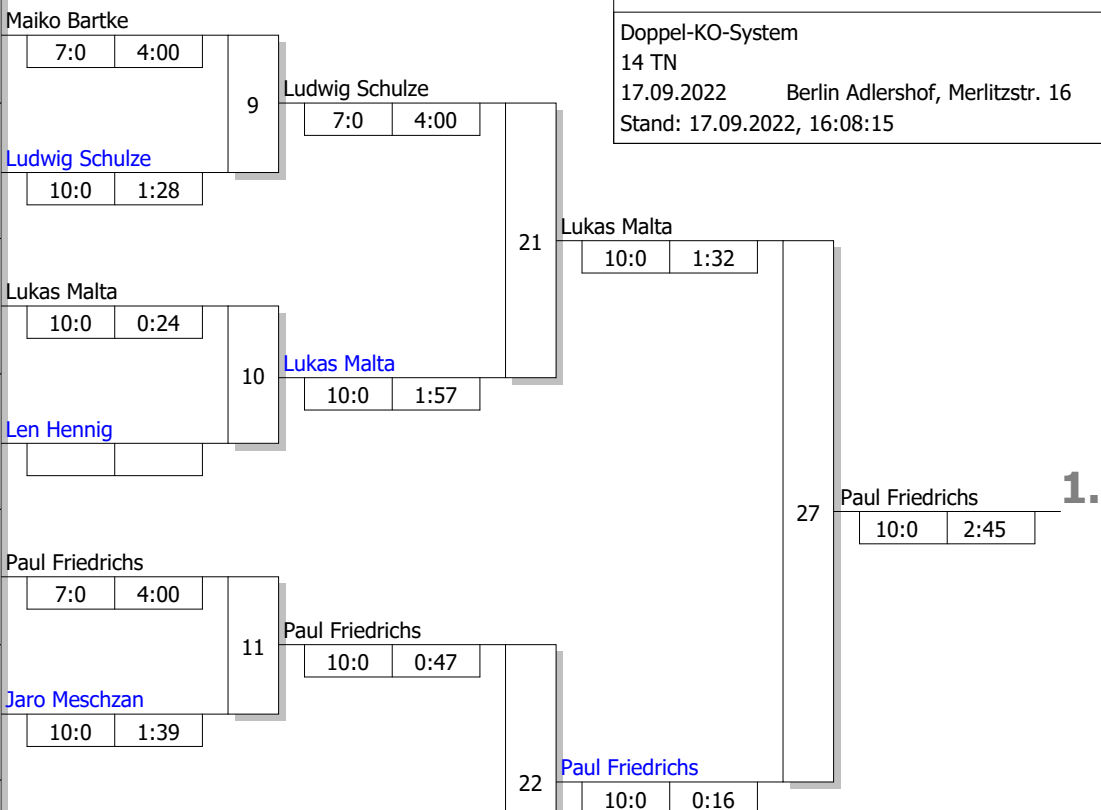 Maiko Bartke
7:0 4:00
9
Ludwig Schulze
10:0 1:28
Lukas Malta
10:0 0:24
10
Len Hennig
Paul Friedrichs
7:0 4:00
11
Jaro Meschzan
10:0 1:39
Ludwig Schulze
7:0 4:00
21
Lukas Malta
10:0 1:57
Paul Friedrichs
10:0 0:47
22
Lukas Malta
10:0 1:32
27
Paul Friedrichs
10:0 0:16
Paul Friedrichs 1.
10:0 2:45
Doppel-KO-System
14 TN
17.09.2022 Berlin Adlershof, Merlitzstr. 16
Stand: 17.09.2022, 16:08:15